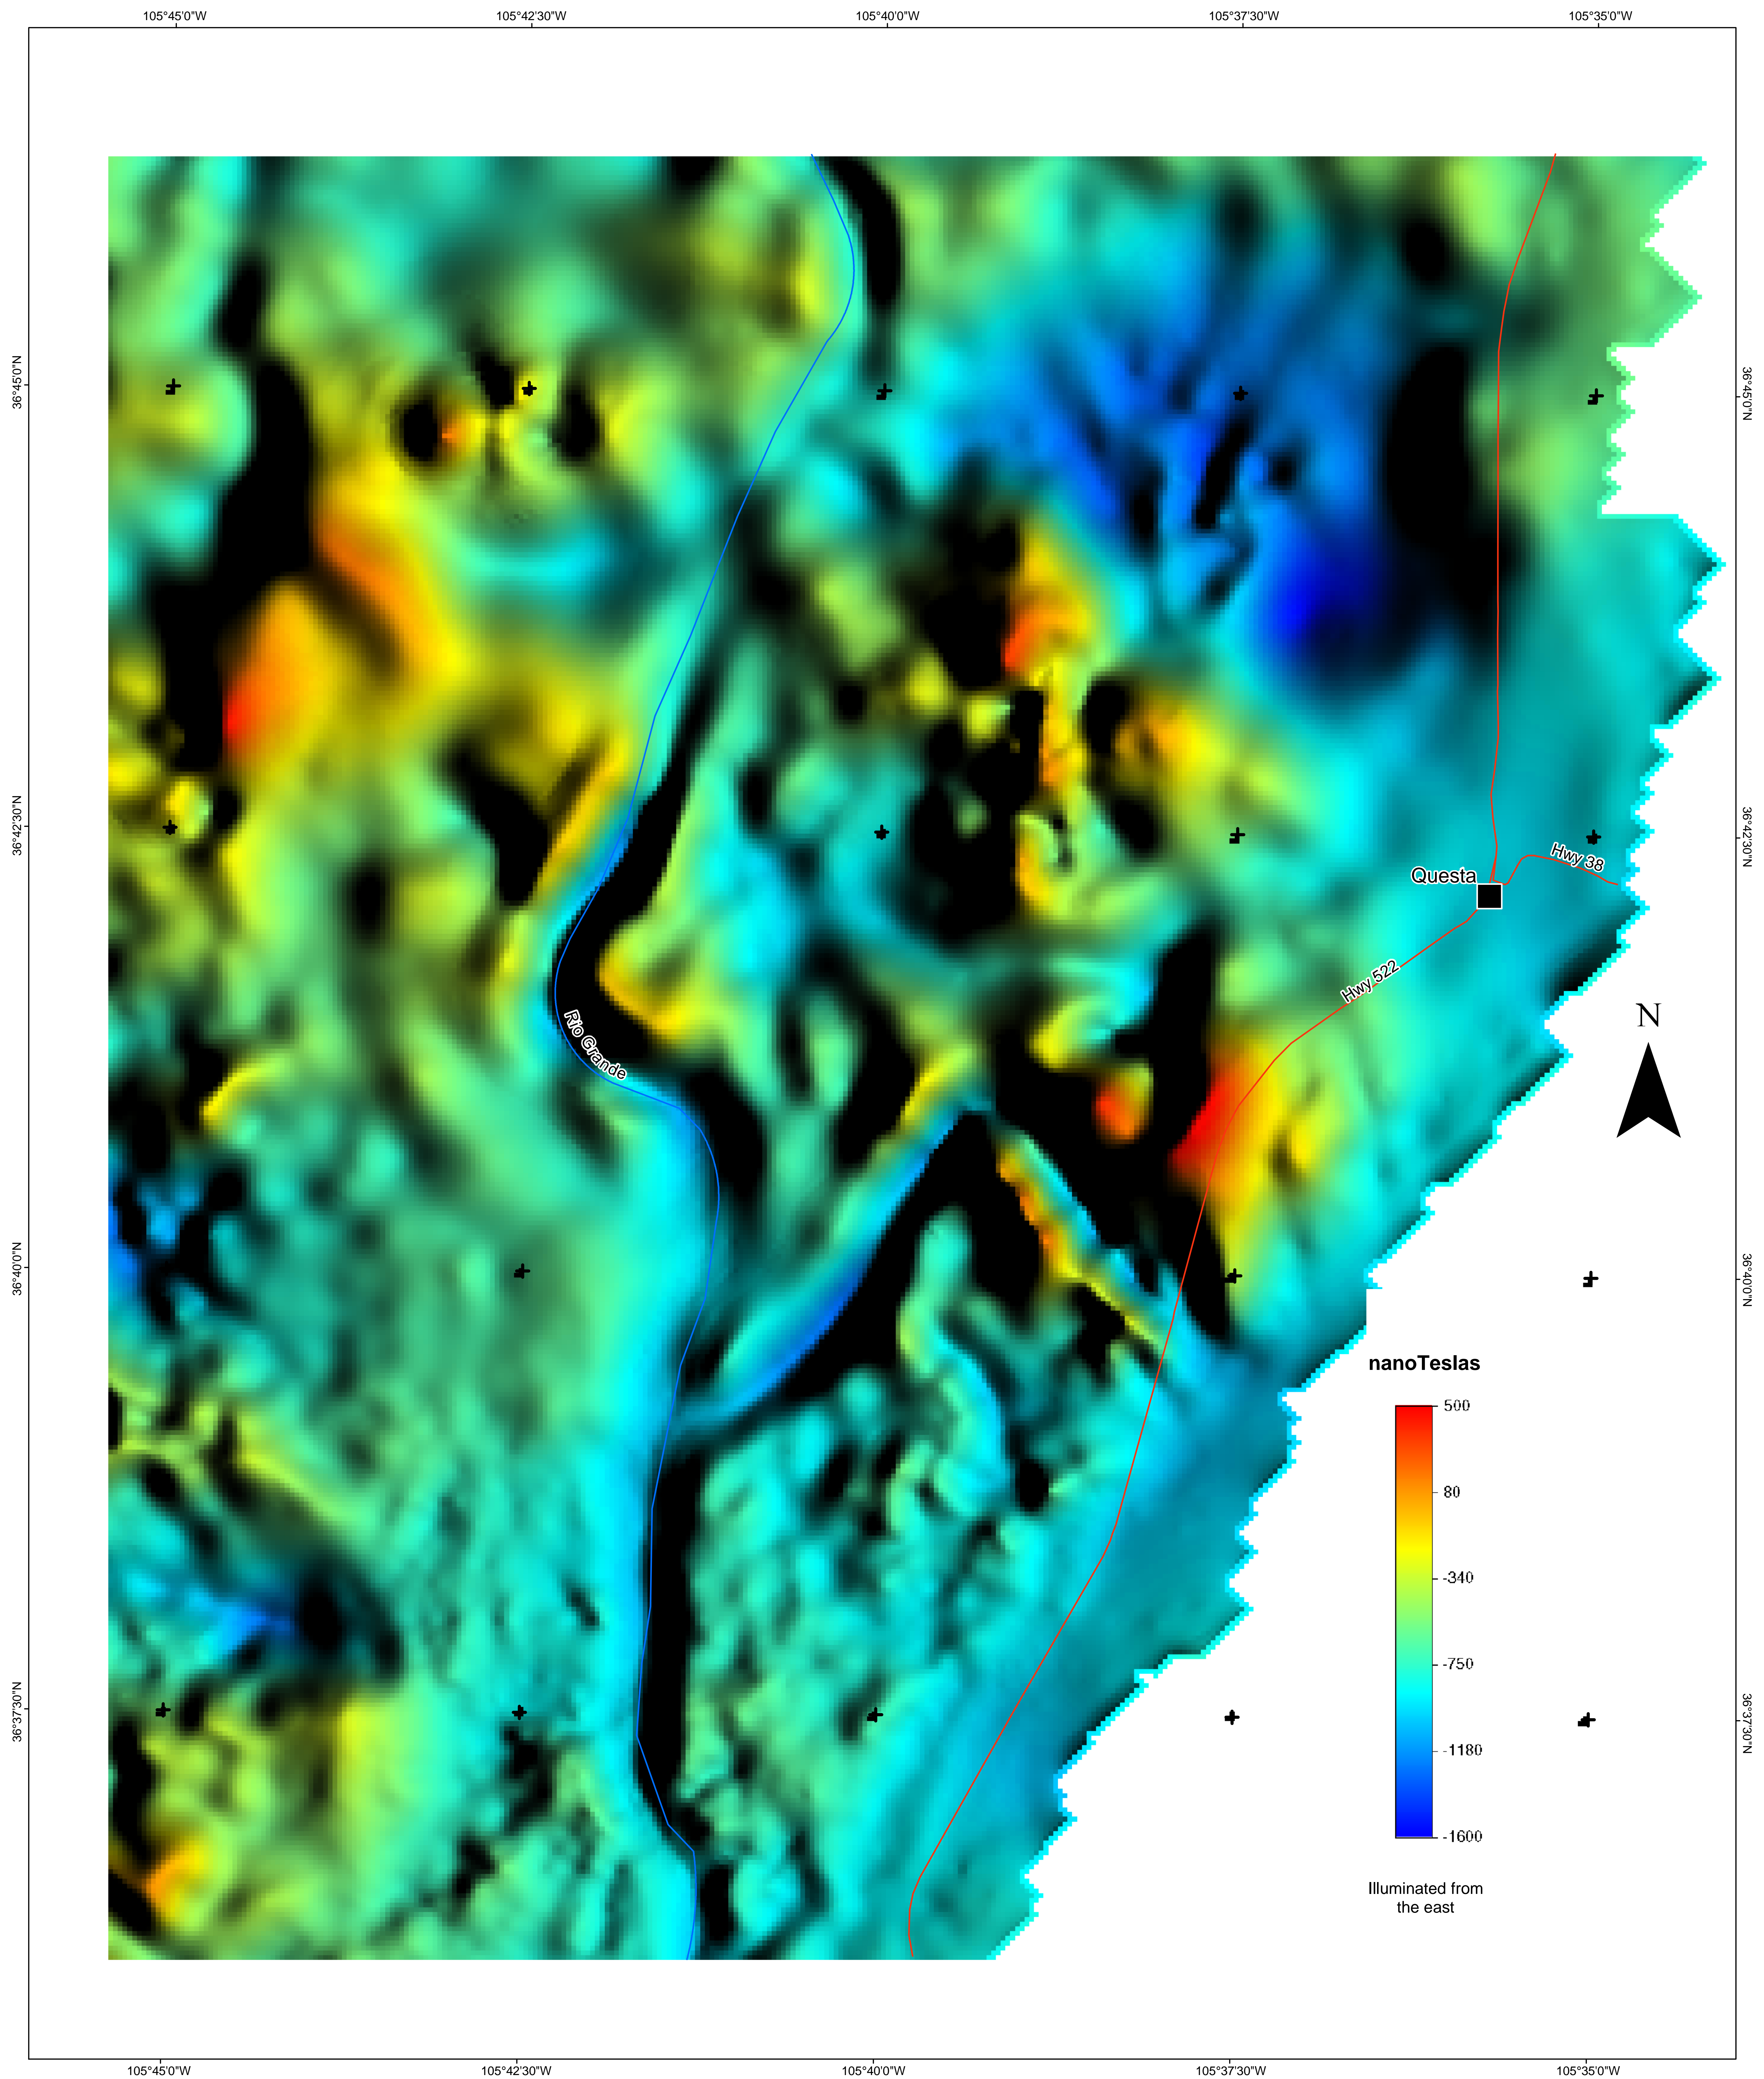 105°45'0"W 105°42'30"W 105°40'0"W 105°37'30"W 105°35'0"W
36°45'0"N 36°45'0"N
36°42'30"N 36°42'30"N
Hwy 38
Questa
Hwy 522
N
Rio Grande
36°40'0"N 36°40'0"N
nanoTeslas
500
80
-340
-750
-1180
-1600
36°37'30"N 36°37'30"N
Illuminated from
the east
105°45'0"W 105°42'30"W 105°40'0"W 105°37'30"W 105°35'0"W